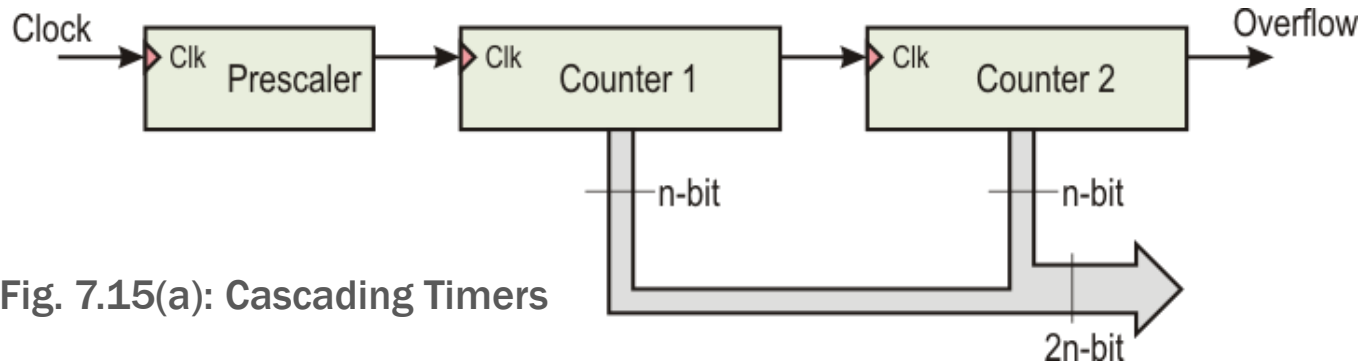 Clock
Overflow
Clk
Prescaler
Clk
Counter 1
Clk
Counter 2
n-bit
n-bit
Fig. 7.15(a): Cascading Timers
2n-bit